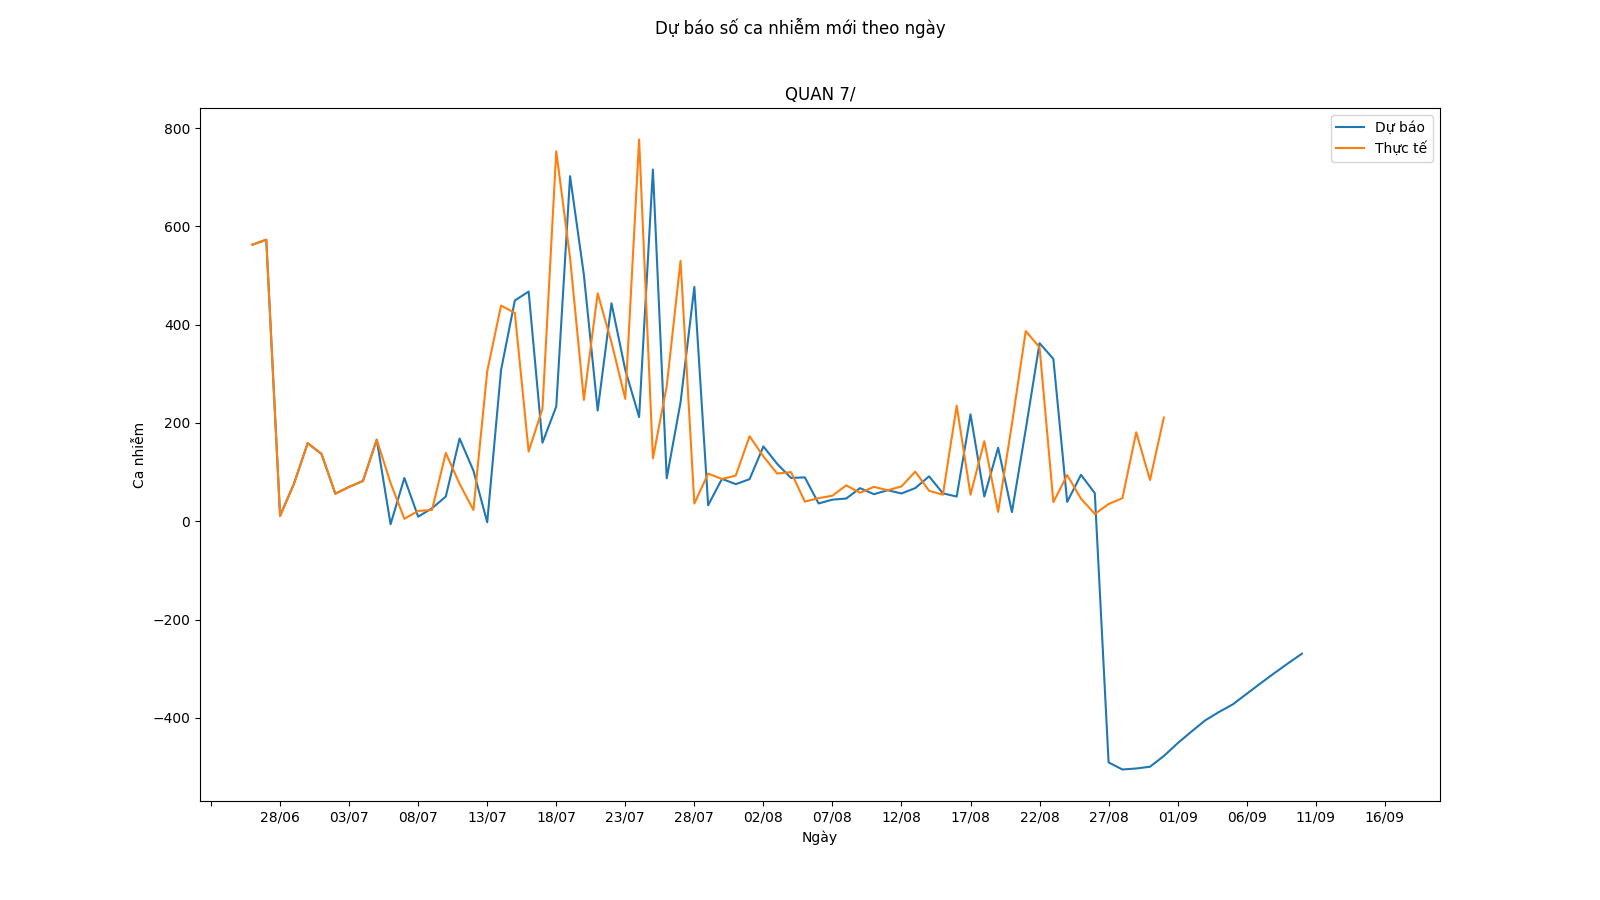 Dự báo số ca nhiễm mới theo ngày
QUAN 7/
Dự báo
Thực tế
800
600
400
200
0
−200
−400
Ca nhiễm
28/06 03/07 08/07 13/07 18/07 23/07 28/07 02/08 07/08 12/08 17/08 22/08 27/08 01/09 06/09 11/09 16/09
Ngày